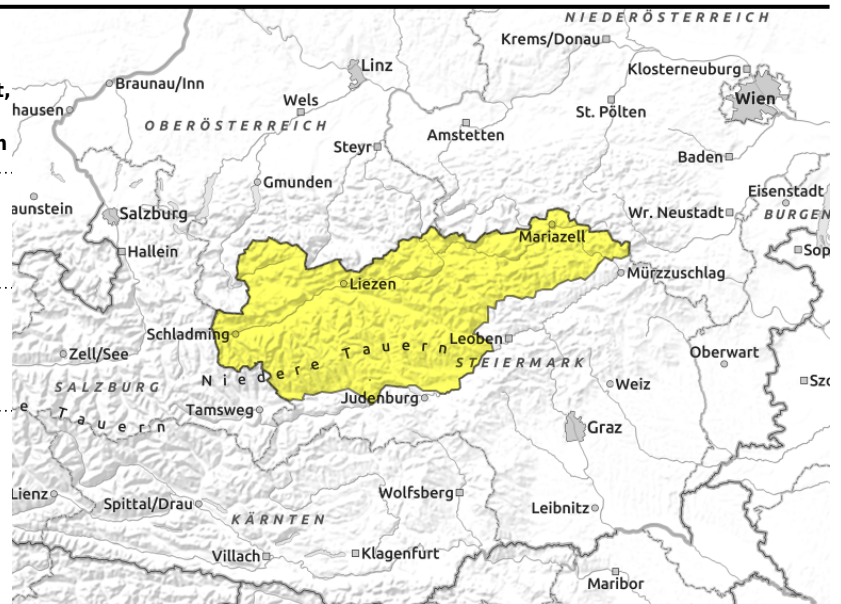 NIEDERÖSTERREICH
Krems/Donau
Linz
Klosterneuburg
t,
Braunau/Inn
Wien
hausen
Wels
St. Pölten
OBERÖSTERREICH
Amstetten
n
Steyr
Baden
Gmunden
Eisenstadt
aunstein
Salzburg
Wr. Neustadt
BURGEN
Mariazell
Hallein
Sop
Mürzzuschlag
Liezen
Schladming
Leoben
Zell/See
Niedere Tauern
STEIERMARK
Oberwart
SALZBURG
Weiz
Szo
Tamsweg
Judenburg
e Tauern
Graz
Lienz
Spittal/Drau
Wolfsberg
Leibnitz
KÄRNTEN
Villach
Klagenfurt
Maribor